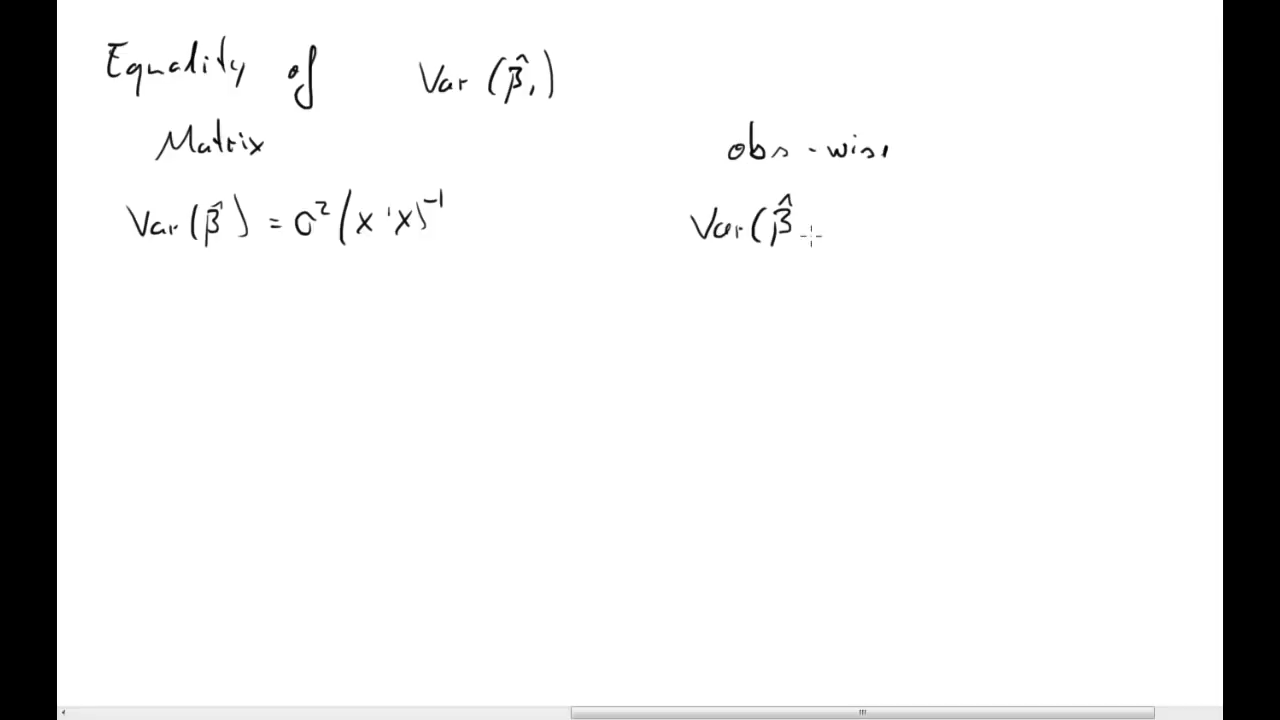 Equality of Var (β̂₁)
Matrix obs-wise
Var(β̂) = σ²(X'X)⁻¹ Var(β̂